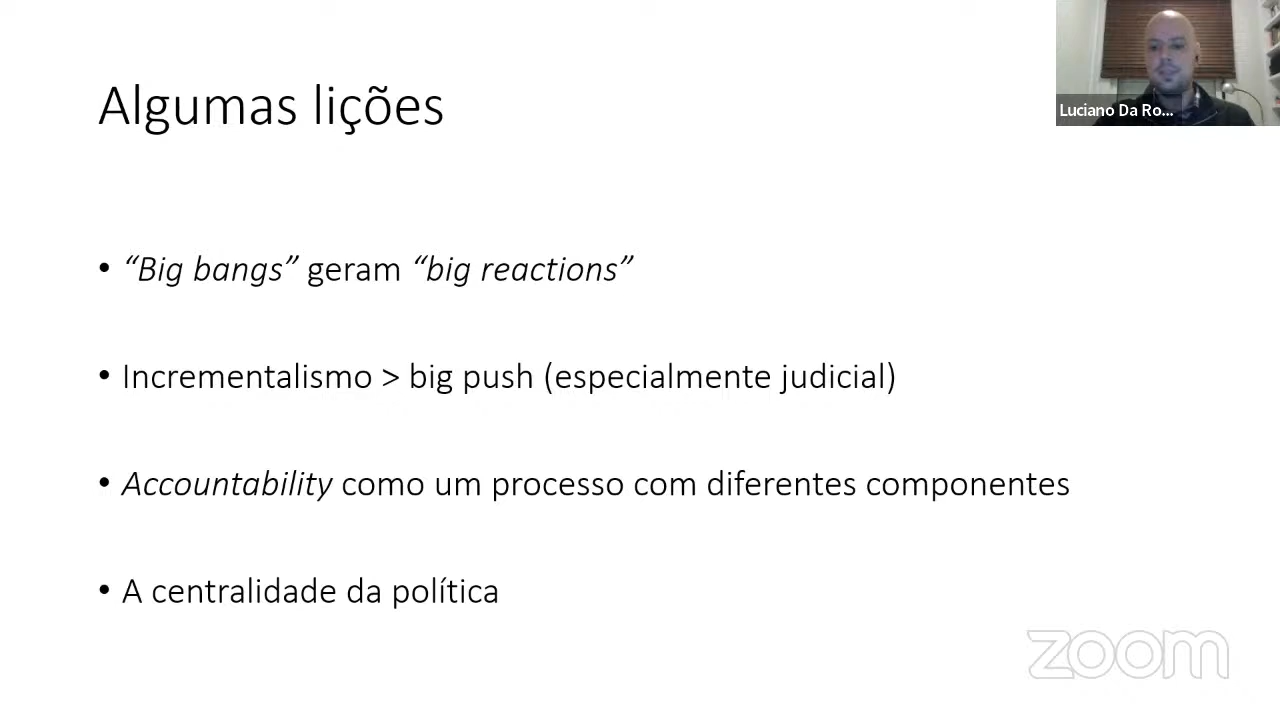 Algumas lições
Luciano Da Ro...
• “Big bangs” geram “big reactions”
• Incrementalismo > big push (especialmente judicial)
• Accountability como um processo com diferentes componentes
• A centralidade da política
zoom